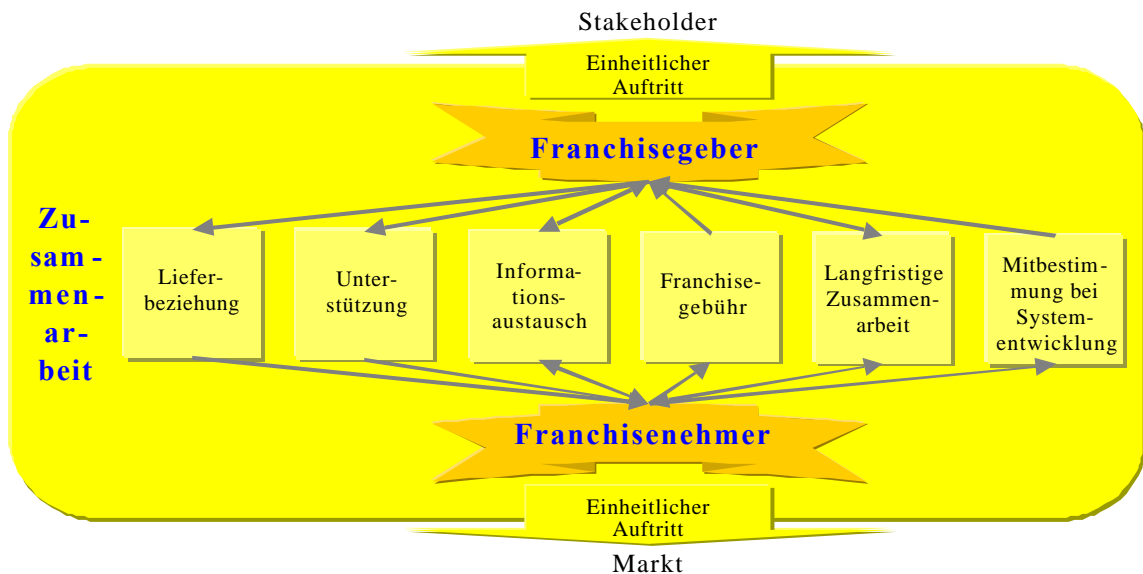 Stakeholder
Einheitlicher
Auftritt
Franchisegeber
Zu-
sam-
men-
ar-
beit
Liefer-
beziehung
Unter-
stützung
Informa-
tions-
austausch
Franchise-
gebühr
Langfristige
Zusammen-
arbeit
Mitbestim-
mung bei
System-
entwicklung
Franchisenehmer
Einheitlicher
Auftritt
Markt